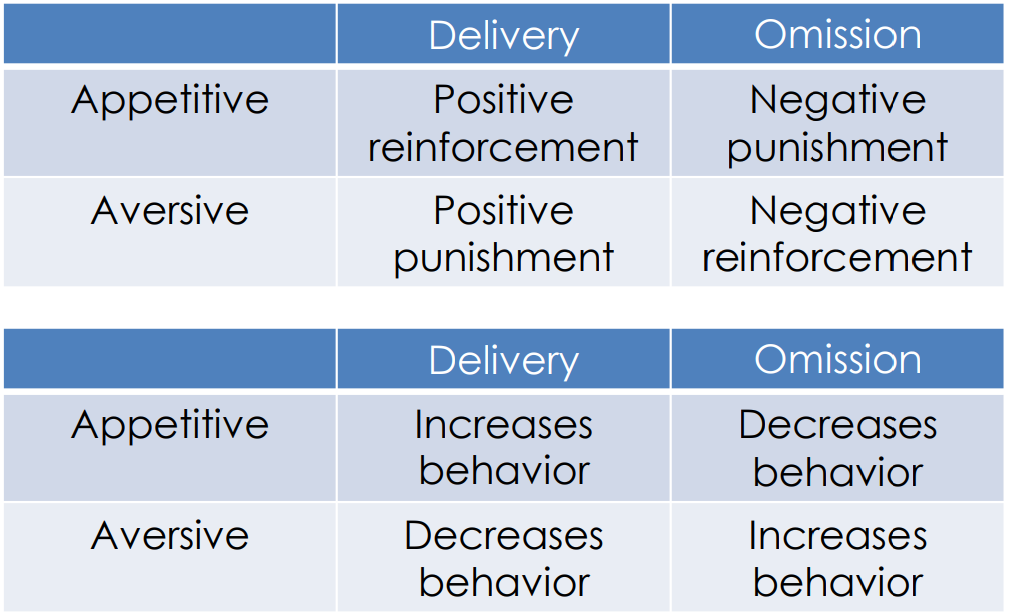 Delivery Omission
Appetitive Positive Negative
reinforcement punishment
Aversive Positive Negative
punishment reinforcement
Delivery Omission
Appetitive Increases Decreases
behavior behavior
Aversive Decreases Increases
behavior behavior